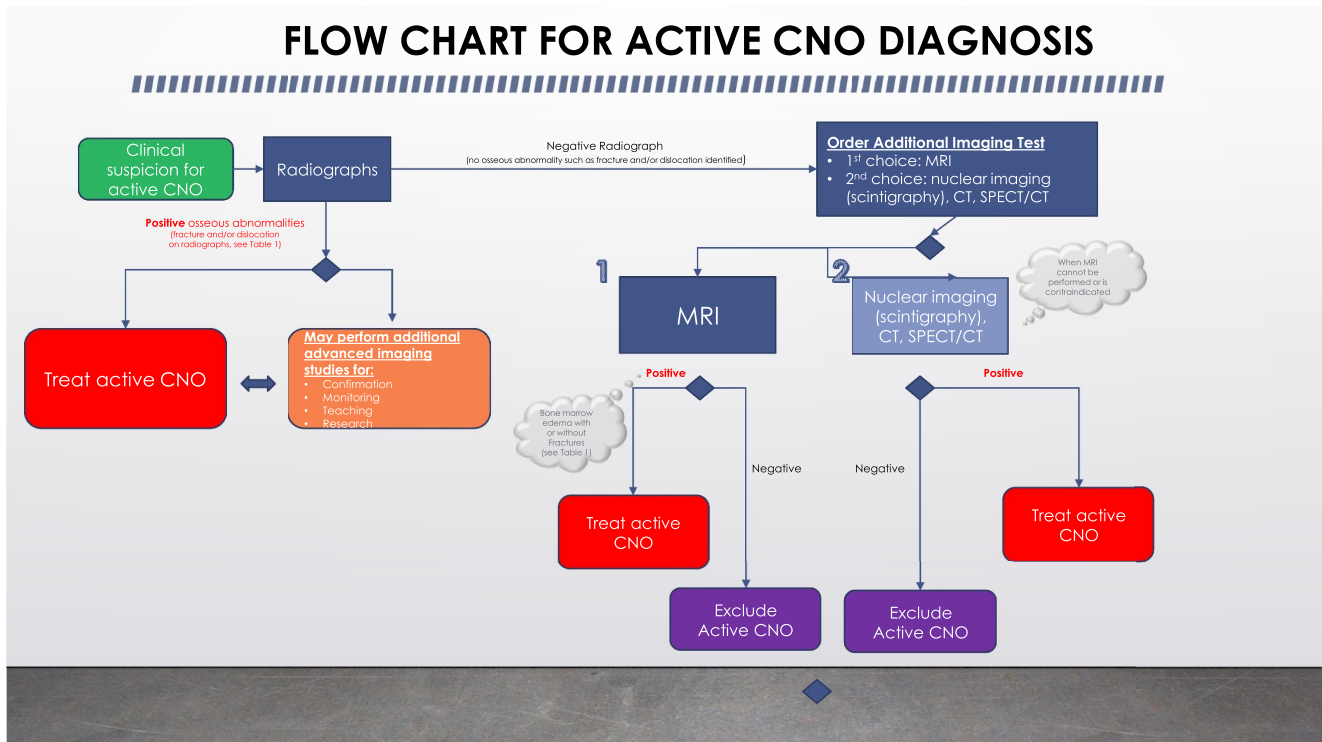 FLOW CHART FOR ACTIVE CNO DIAGNOSIS
Clinical
suspicion for
active CNO
Radiographs
Negative Radiograph
(no osseous abnormality such as fracture and/or dislocation identified)
Order Additional Imaging Test
• 1st choice: MRI
• 2nd choice: nuclear imaging
(scintigraphy), CT, SPECT/CT
Positive osseous abnormalities
(fracture and/or dislocation
on radiographs, see Table 1)
1
MRI
2
Nuclear imaging
(scintigraphy),
CT, SPECT/CT
When MRI
cannot be
performed or is
contraindicated
Treat active CNO
May perform additional
advanced imaging
studies for:
• Confirmation
• Monitoring
• Teaching
• Research
Positive
Positive
Bone marrow
edema with
or without
Fractures
(see Table 1)
Negative
Negative
Treat active
CNO
Treat active
CNO
Exclude
Active CNO
Exclude
Active CNO